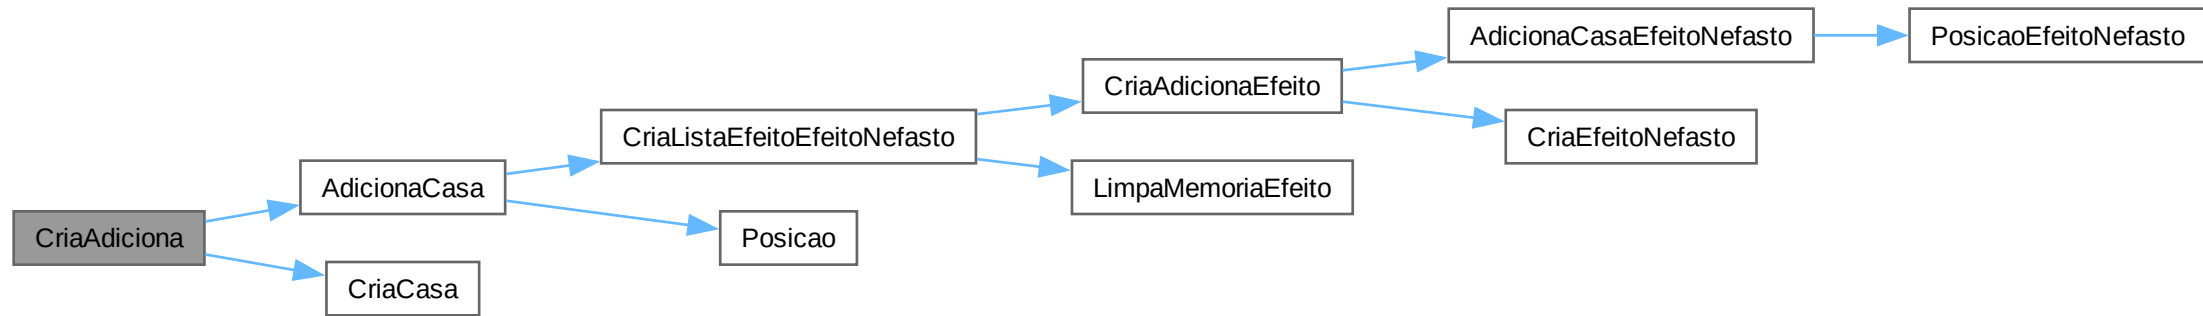 CriaAdiciona
AdicionaCasa
CriaListaEfeitoEfeitoNefasto
CriaAdicionaEfeito
AdicionaCasaEfeitoNefasto
PosicaoEfeitoNefasto
CriaEfeitoNefasto
LimpaMemoriaEfeito
Posicao
CriaCasa